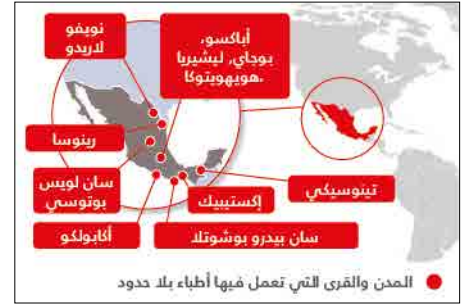 أباكسو،
بوجاي، ليشيريا
،هويهويتوكا
نويفو
لاريدو
رينوسا
سان لويس
بوتوسي
تينوسيكي
إكستيبيك
أكابولكو
سان بيدرو بوشوتلا
المدن والقرى التي تعمل فيها أطباء بلا حدود